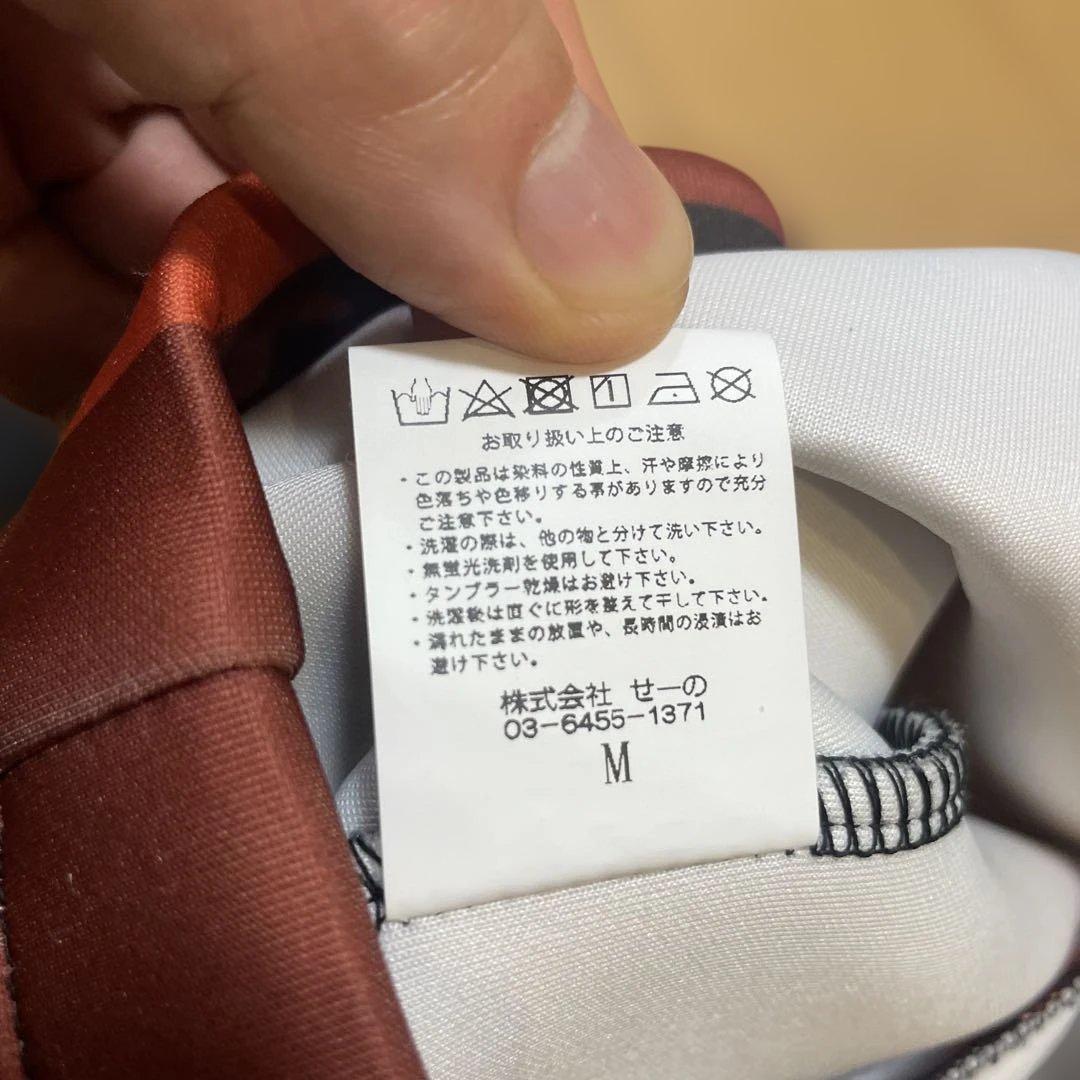 お取り扱い上のご注意
・この製品は染料の性質上、汗や摩擦により
色落ちや色移りする事がありますので充分
ご注意下さい。
・洗濯の際は、他の物と分けて洗い下さい。
・無蛍光洗剤を使用して下さい。
・タンブラー乾燥はお避け下さい。
・洗濯後は直ぐに形を整えて干して下さい。
・濡れたままの放置や、長時間の浸漬はお
避け下さい。
株式会社 せーの
03-6455-1371
M